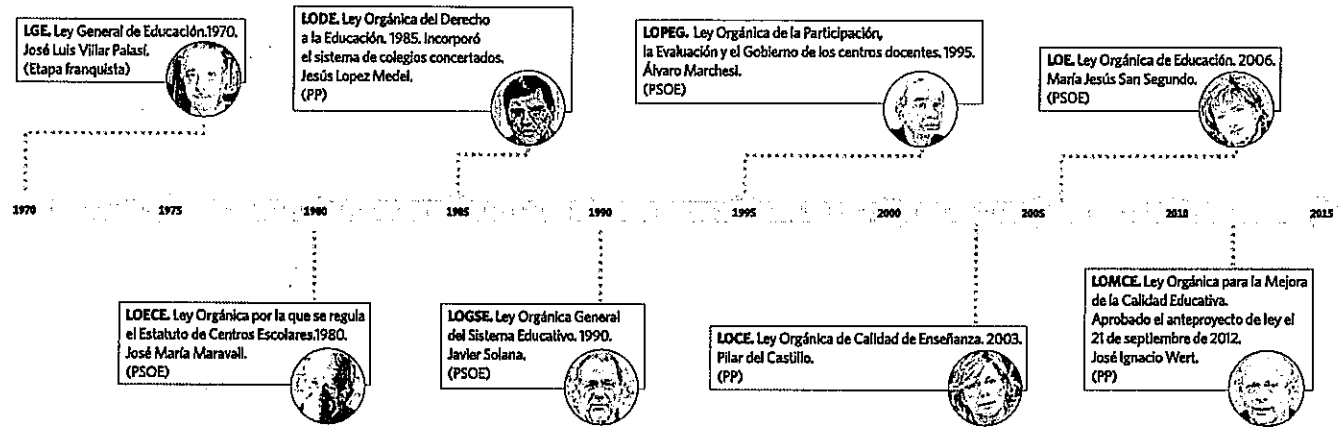 LGE. Ley General de Educación.1970.
José Luis Villar Palasí.
(Etapa franquista)
LODE. Ley Orgánica del Derecho
a la Educación. 1985. Incorporó
el sistema de colegios concertados.
Jesús Lopez Medel.
(PP)
LOPEG. Ley Orgánica de la Participación,
la Evaluación y el Gobierno de los centros docentes. 1995.
Álvaro Marchesi.
(PSOE)
LOE. Ley Orgánica de Educación. 2006.
María Jesús San Segundo.
(PSOE)
1970 1975 1980 1985 1990 1995 2000 2005 2010 2015
LOECE. Ley Orgánica por la que se regula
el Estatuto de Centros Escolares.1980.
José María Maravall.
(PSOE)
LOGSE. Ley Orgánica General
del Sistema Educativo. 1990.
Javier Solana.
(PSOE)
LOCE. Ley Orgánica de Calidad de Enseñanza. 2003.
Pilar del Castillo.
(PP)
LOMCE. Ley Orgánica para la Mejora
de la Calidad Educativa.
Aprobado el anteproyecto de ley el
21 de septiembre de 2012.
José Ignacio Wert.
(PP)